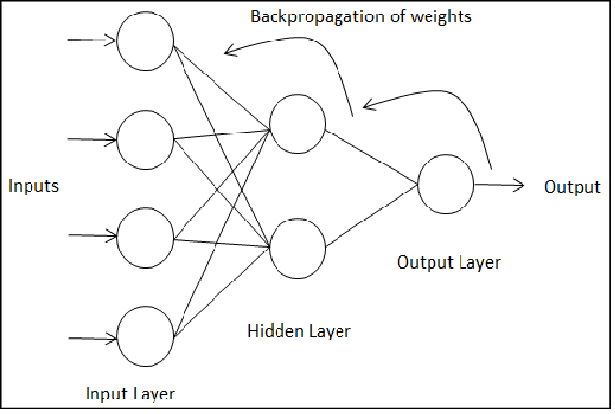 Backpropagation of weights
Inputs
Output
Output Layer
Hidden Layer
Input Layer